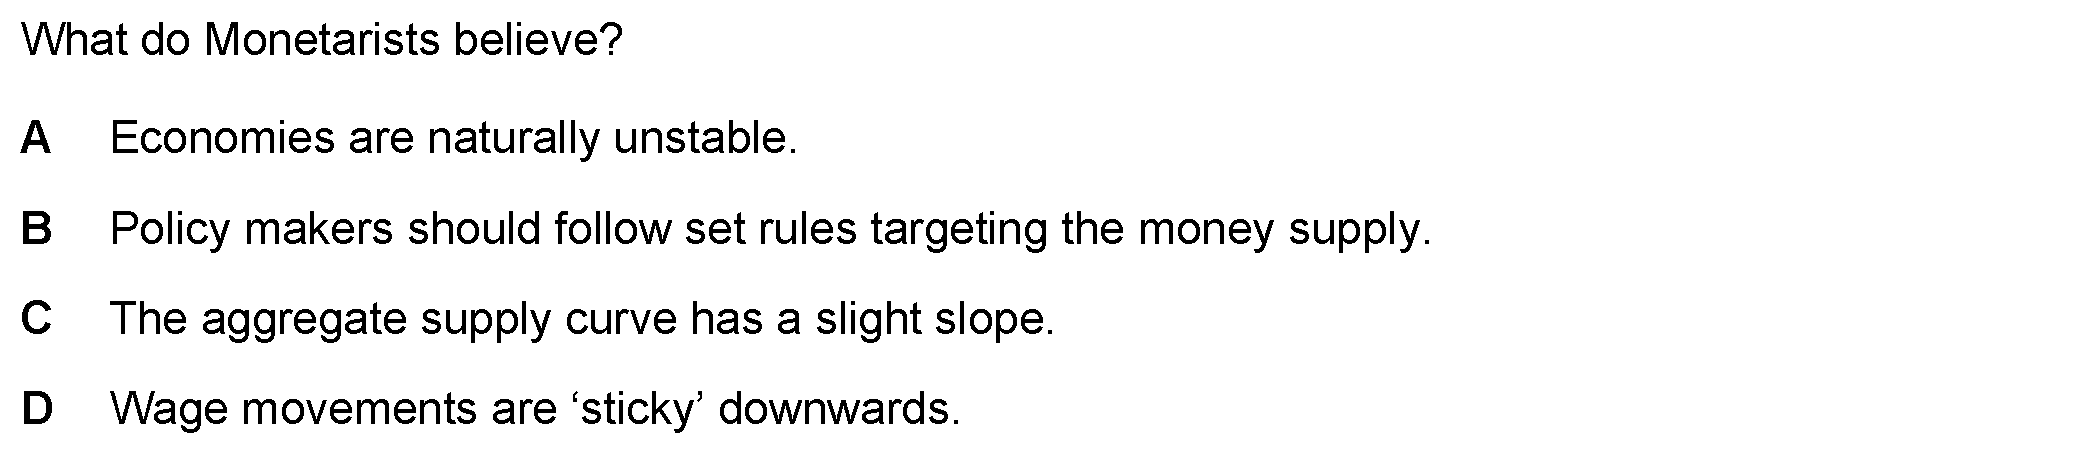 What do Monetarists believe?
A Economies are naturally unstable.
B Policy makers should follow set rules targeting the money supply.
C The aggregate supply curve has a slight slope.
D Wage movements are ‘sticky’ downwards.